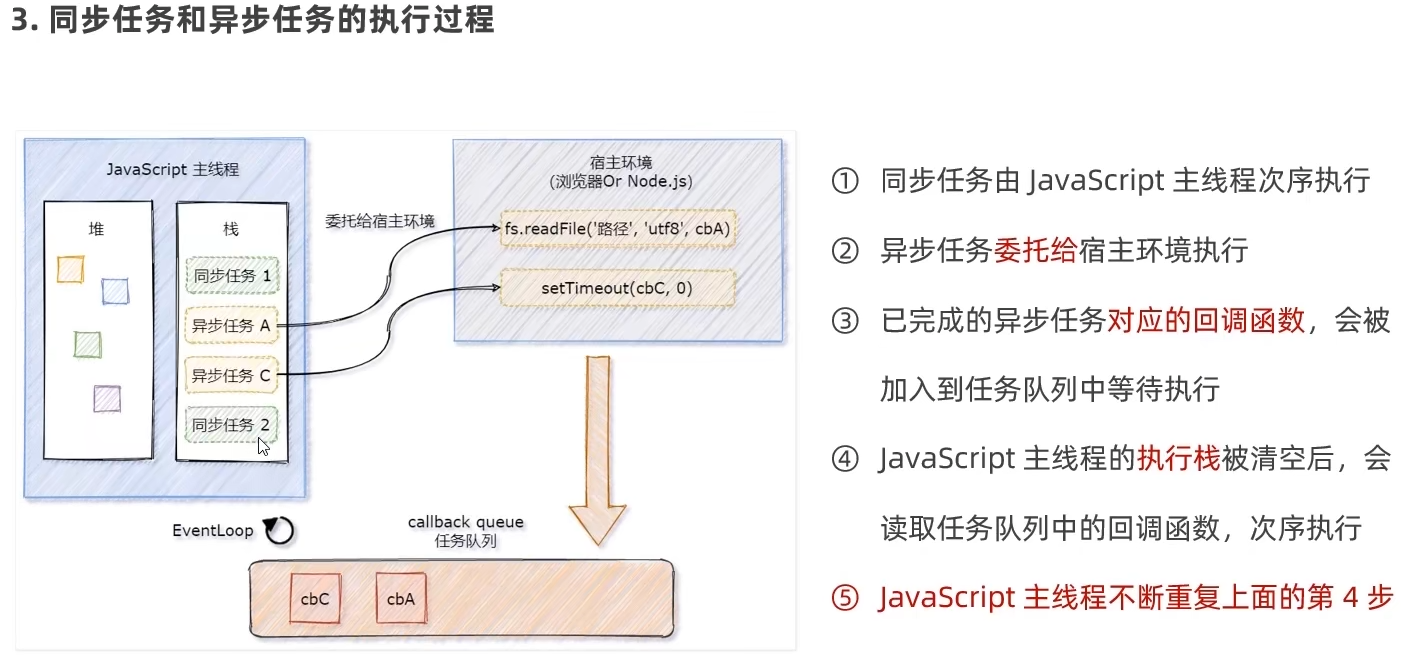 3. 同步任务和异步任务的执行过程
JavaScript 主线程
堆
栈
同步任务 1
异步任务 A
异步任务 C
同步任务 2
委托给宿主环境
宿主环境
(浏览器Or Node.js)
fs.readFile('路径', 'utf8', cbA)
setTimeout(cbC, 0)
EventLoop
callback queue
任务队列
cbC
cbA
① 同步任务由 JavaScript 主线程次序执行
② 异步任务委托给宿主环境执行
③ 已完成的异步任务对应的回调函数，会被
加入到任务队列中等待执行
④ JavaScript 主线程的执行栈被清空后，会
读取任务队列中的回调函数，次序执行
⑤ JavaScript 主线程不断重复上面的第 4 步